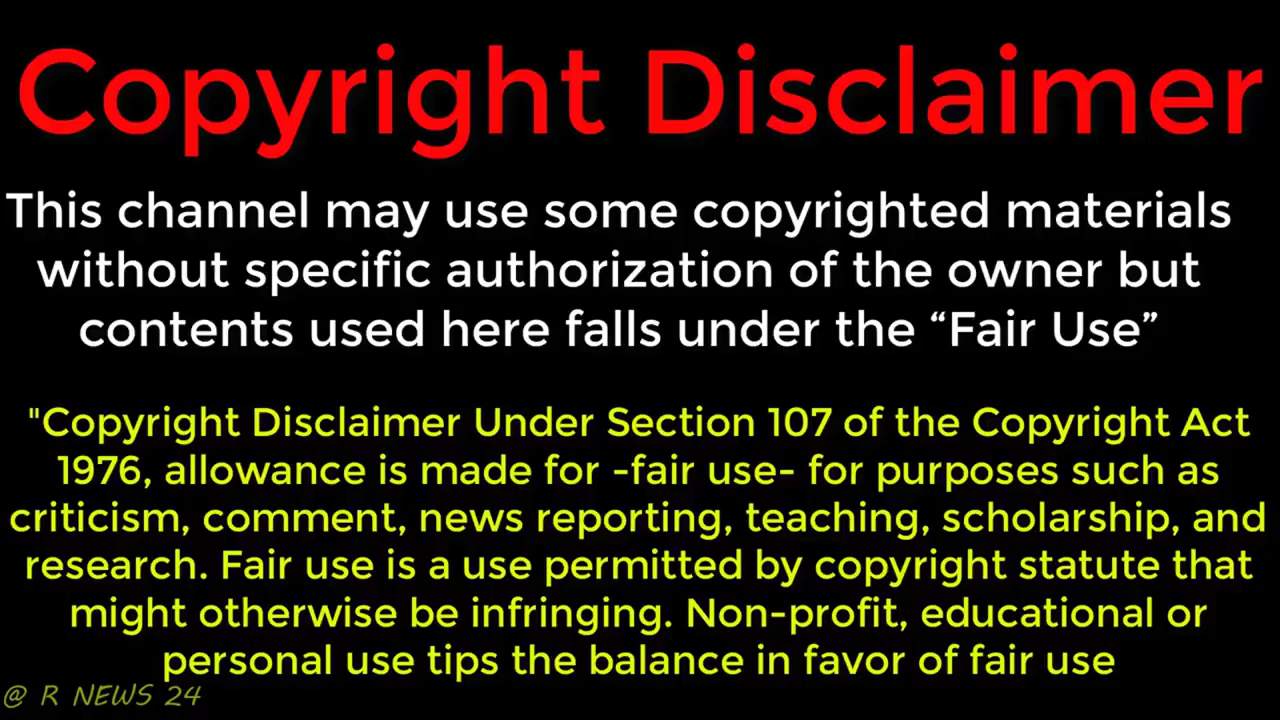 Copyright Disclaimer
This channel may use some copyrighted materials
without specific authorization of the owner but
contents used here falls under the “Fair Use”
"Copyright Disclaimer Under Section 107 of the Copyright Act
1976, allowance is made for -fair use- for purposes such as
criticism, comment, news reporting, teaching, scholarship, and
research. Fair use is a use permitted by copyright statute that
might otherwise be infringing. Non-profit, educational or
personal use tips the balance in favor of fair use
@ R NEWS 24